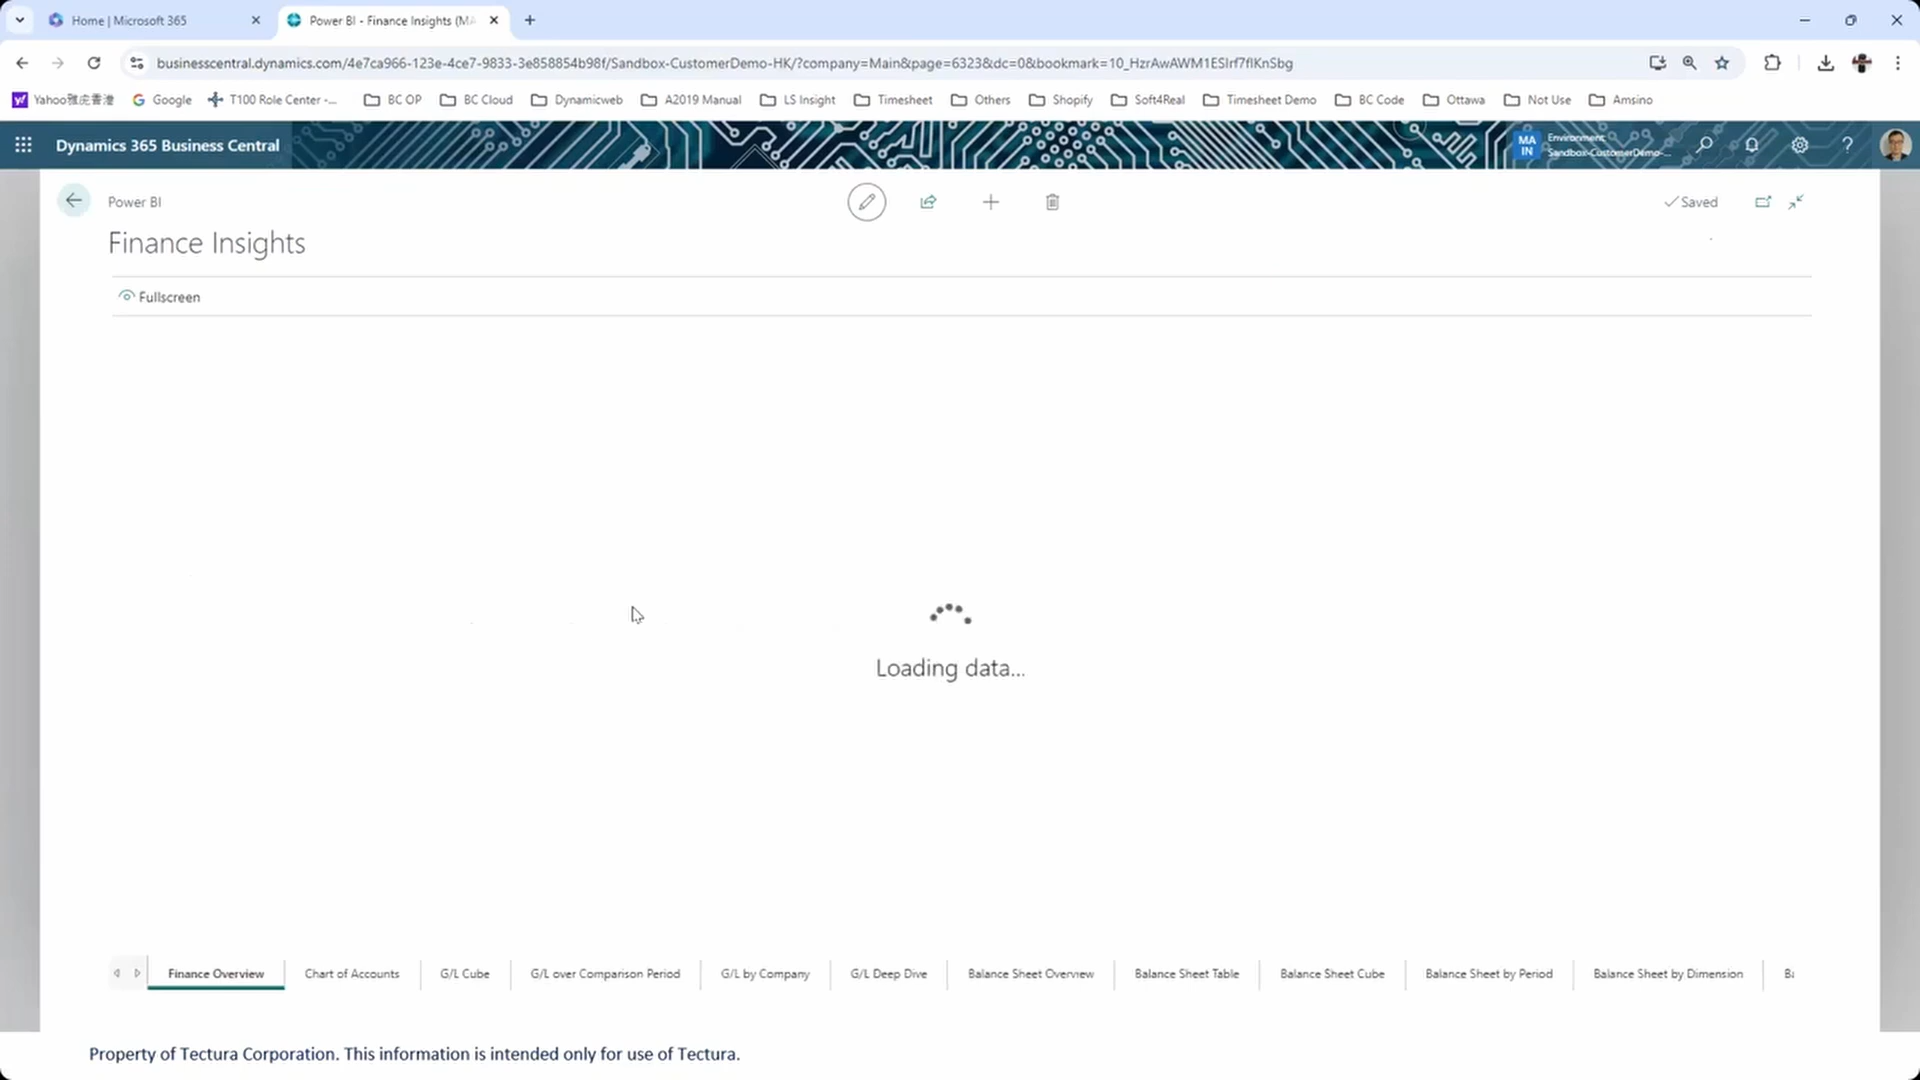 Home | Microsoft 365
Power BI - Finance Insights (MA
businesscentral.dynamics.com/4e7ca966-123e-4ce7-9833-3e858854b98f/Sandbox-CustomerDemo-HK/?company=Main&page=6323&dc=0&bookmark=10_HzrAwAWM1ESIrf7fIKnSbg
Yahoo雅虎香港
Google
T100 Role Center -...
BC OP
BC Cloud
Dynamicweb
A2019 Manual
LS Insight
Timesheet
Others
Shopify
Soft4Real
Timesheet Demo
BC Code
Ottawa
Not Use
Amsino
Dynamics 365 Business Central
MA
IN
Environment:
Sandbox-CustomerDemo-...
Power BI
Saved
Finance Insights
Fullscreen
Loading data...
Finance Overview
Chart of Accounts
G/L Cube
G/L over Comparison Period
G/L by Company
G/L Deep Dive
Balance Sheet Overview
Balance Sheet Table
Balance Sheet Cube
Balance Sheet by Period
Balance Sheet by Dimension
Property of Tectura Corporation. This information is intended only for use of Tectura.